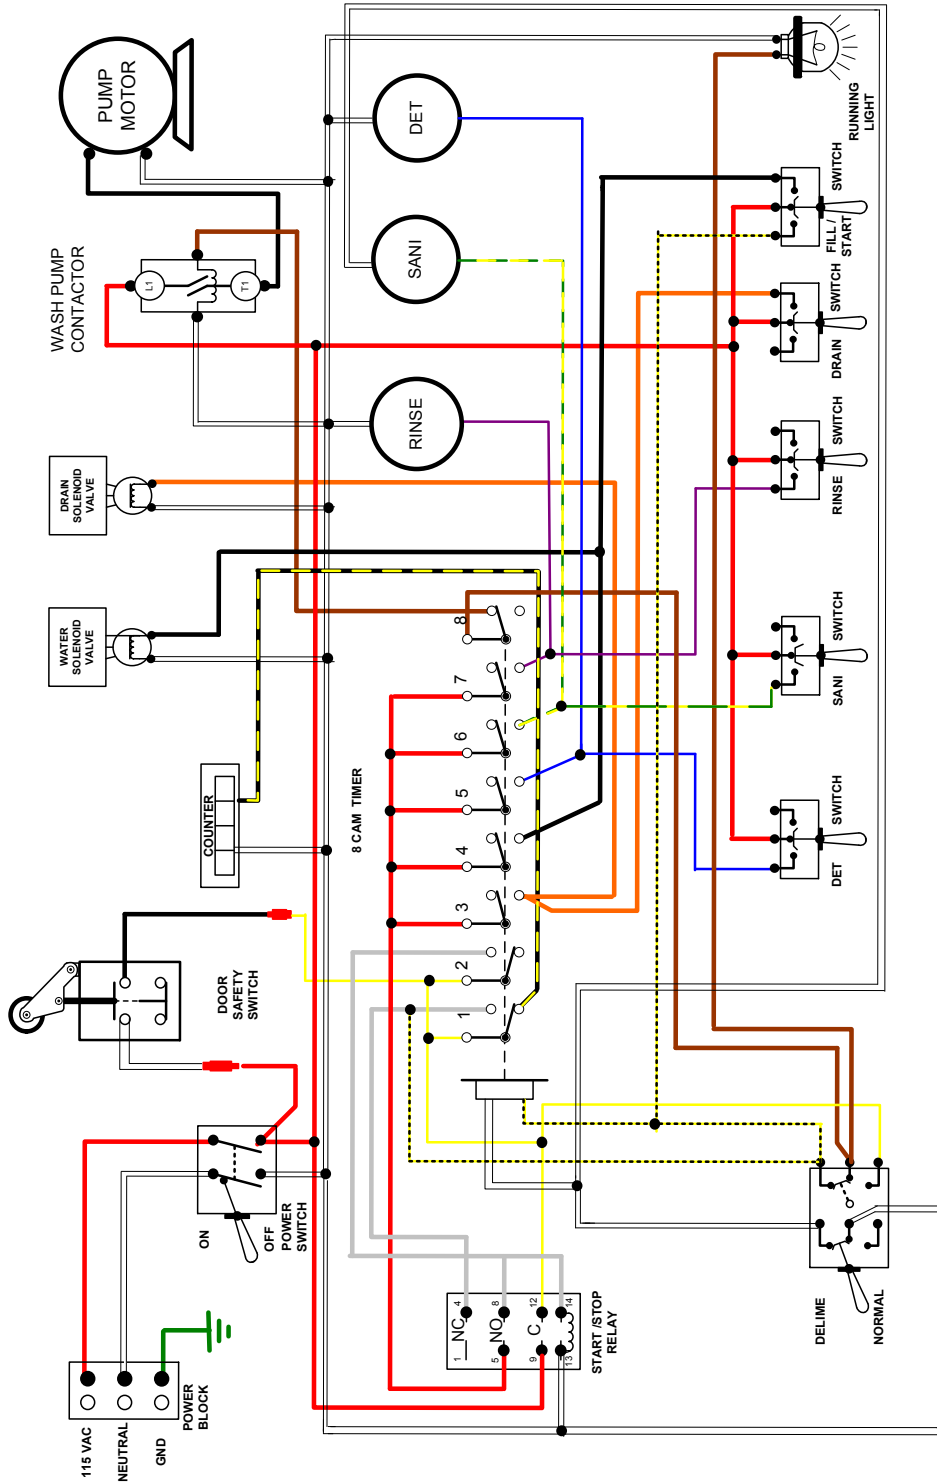 PUMP
MOTOR
WASH PUMP
CONTACTOR
L1
T1
DET
SANI
RINSE
DRAIN
SOLENOID
VALVE
WATER
SOLENOID
VALVE
COUNTER
DOOR
SAFETY
SWITCH
8 CAM TIMER
1
2
3
4
5
6
7
8
ON
OFF
POWER
SWITCH
115 VAC
NEUTRAL
GND
POWER
BLOCK
1
4
NC
5
8
NO
9
12
C
13
14
START /STOP
RELAY
DELIME
NORMAL
DET
SWITCH
SANI
SWITCH
RINSE
SWITCH
DRAIN
SWITCH
FILL /
START
SWITCH
RUNNING
LIGHT